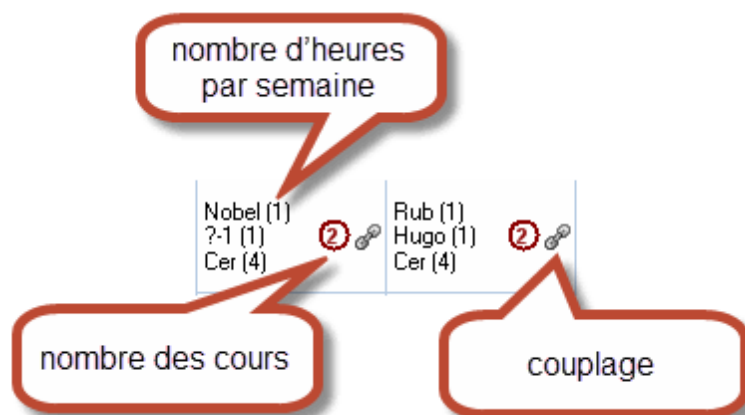 nombre d'heures
par semaine
Nobel (1)
?-1 (1)
Cer (4)
2
Rub (1)
Hugo (1)
Cer (4)
2
nombre des cours
couplage